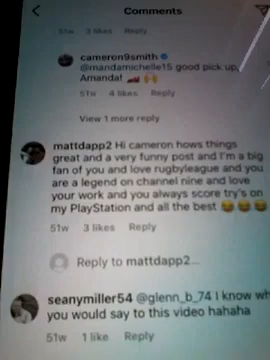 Comments
51w 3 likes Reply
cameron9smith
@mandamichelle15 good pick up,
Amanda!
51w 4 likes Reply
View 1 more reply
mattdapp2 Hi cameron hows things
great and a very funny post and I'm a big
fan of you and love rugbyleague and you
are a legend on channel nine and love
your work and you always score try's on
my PlayStation and all the best 😂😂😂
51w 3 likes Reply
Reply to mattdapp2...
seanymiller54 @glenn_b_74 I know
you would say to this video hahaha
51w 1 like Reply